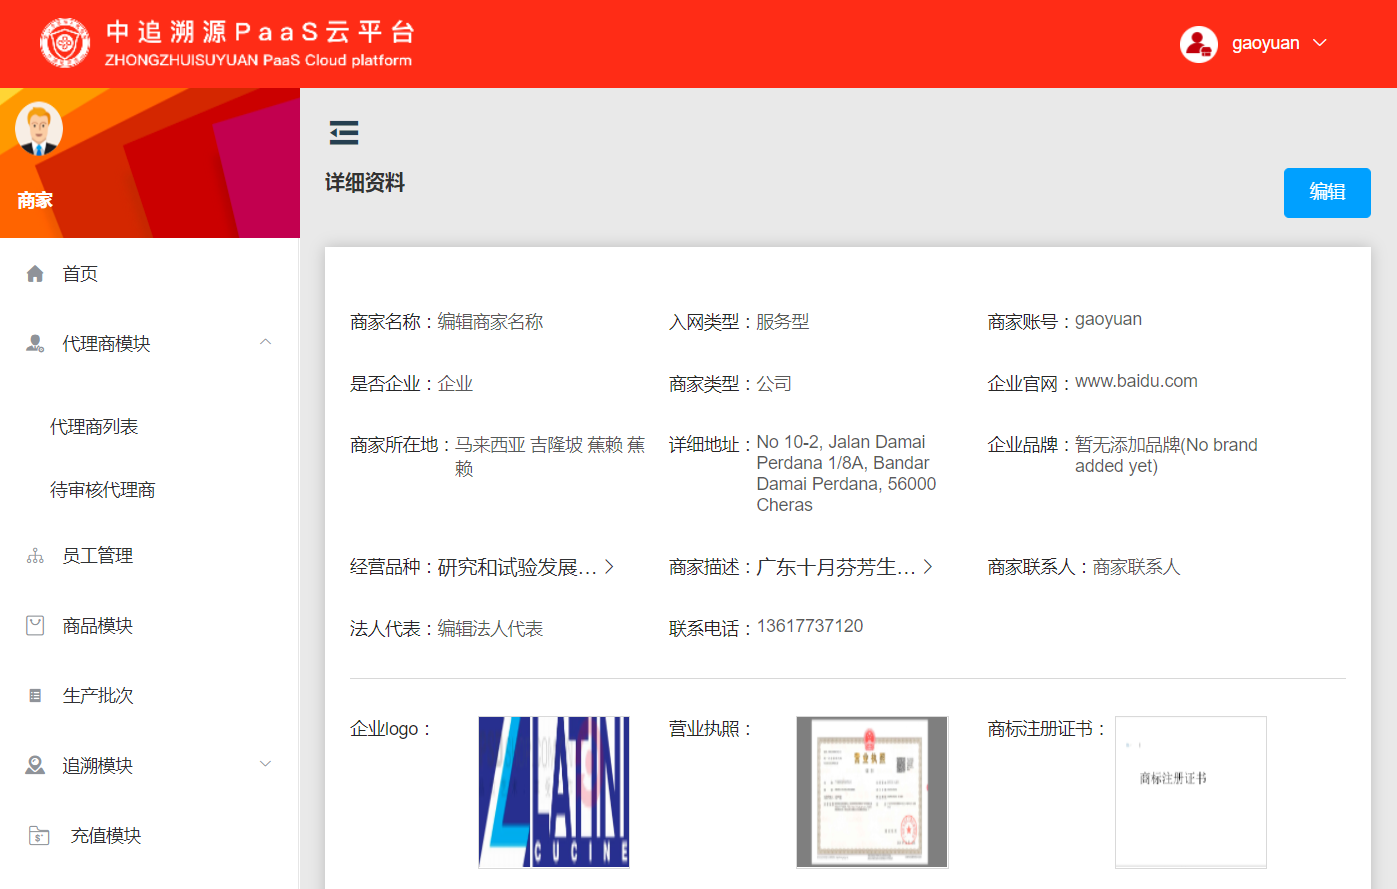 中追溯源PaaS云平台
ZHONGZHUISUYUAN PaaS Cloud platform
gaoyuan
商家
首页
代理商模块
代理商列表
待审核代理商
员工管理
商品模块
生产批次
追溯模块
充值模块
详细资料
编辑
商家名称：编辑商家名称
入网类型：服务型
商家账号：gaoyuan
是否企业：企业
商家类型：公司
企业官网：www.baidu.com
商家所在地：马来西亚 吉隆坡 蕉赖 蕉
赖
详细地址：No 10-2, Jalan Damai
Perdana 1/8A, Bandar
Damai Perdana, 56000
Cheras
企业品牌：暂无添加品牌(No brand
added yet)
经营品种：研究和试验发展...
商家描述：广东十月芬芳生...
商家联系人：商家联系人
法人代表：编辑法人代表
联系电话：13617737120
企业logo：
LATINI
CUCINE
营业执照：
营业执照
商标注册证书：
商标注册证书